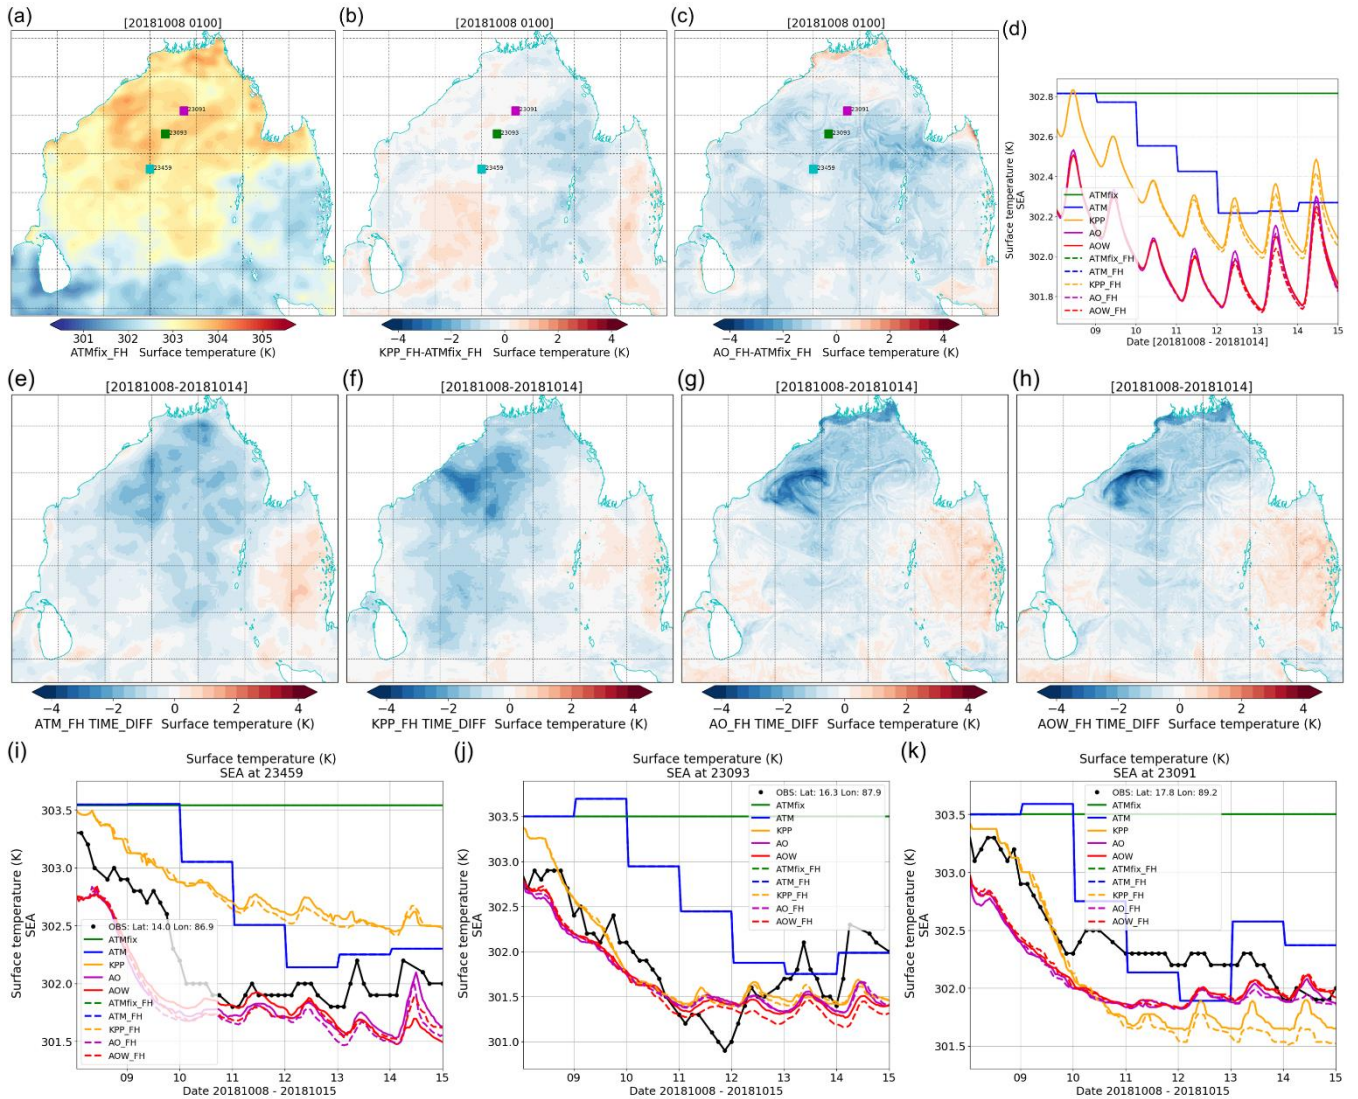 (a)
[20181008 0100]
23091
23093
23459
301 302 303 304 305
ATMfix_FH Surface temperature (K)
(b)
[20181008 0100]
23091
23093
23459
−4 −2 0 2 4
KPP_FH-ATMfix_FH Surface temperature (K)
(c)
[20181008 0100]
23091
23093
23459
−4 −2 0 2 4
AO_FH-ATMfix_FH Surface temperature (K)
(d)
Surface temperature (K)
SEA
302.8
302.6
302.4
302.2
302.0
301.8
ATMfix
ATM
KPP
AO
AOW
ATMfix_FH
ATM_FH
KPP_FH
AO_FH
AOW_FH
09 10 11 12 13 14 15
Date [20181008 - 20181014]
(e)
[20181008-20181014]
−4 −2 0 2 4
ATM_FH TIME_DIFF Surface temperature (K)
(f)
[20181008-20181014]
−4 −2 0 2 4
KPP_FH TIME_DIFF Surface temperature (K)
(g)
[20181008-20181014]
−4 −2 0 2 4
AO_FH TIME_DIFF Surface temperature (K)
(h)
[20181008-20181014]
−4 −2 0 2 4
AOW_FH TIME_DIFF Surface temperature (K)
(i)
Surface temperature (K)
SEA at 23459
Surface temperature (K)
SEA
303.5
303.0
302.5
302.0
301.5
OBS: Lat: 14.0 Lon: 86.9
ATMfix
ATM
KPP
AO
AOW
ATMfix_FH
ATM_FH
KPP_FH
AO_FH
AOW_FH
09 10 11 12 13 14 15
Date 20181008 - 20181015
(j)
Surface temperature (K)
SEA at 23093
Surface temperature (K)
SEA
303.5
303.0
302.5
302.0
301.5
301.0
OBS: Lat: 16.3 Lon: 87.9
ATMfix
ATM
KPP
AO
AOW
ATMfix_FH
ATM_FH
KPP_FH
AO_FH
AOW_FH
09 10 11 12 13 14 15
Date 20181008 - 20181015
(k)
Surface temperature (K)
SEA at 23091
Surface temperature (K)
SEA
303.5
303.0
302.5
302.0
301.5
OBS: Lat: 17.8 Lon: 89.2
ATMfix
ATM
KPP
AO
AOW
ATMfix_FH
ATM_FH
KPP_FH
AO_FH
AOW_FH
09 10 11 12 13 14 15
Date 20181008 - 20181015